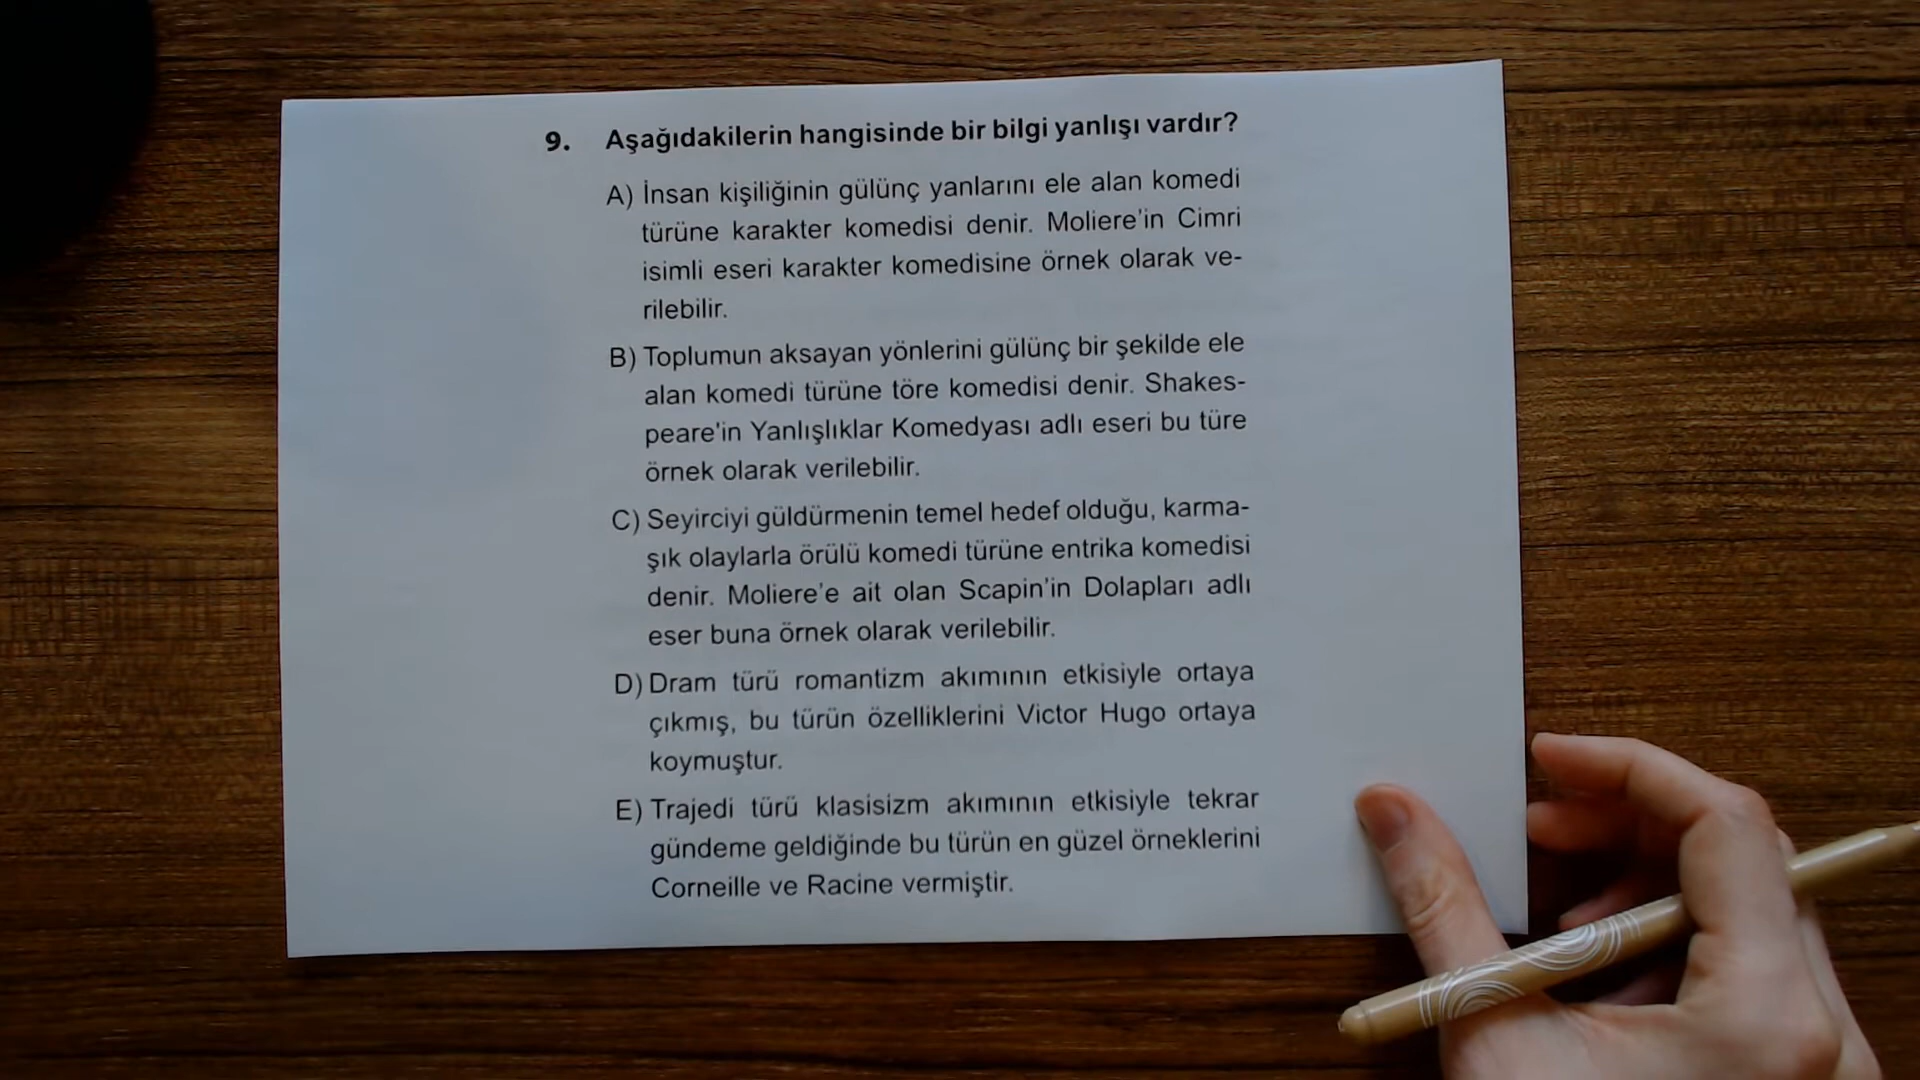 9. Aşağıdakilerin hangisinde bir bilgi yanlışı vardır?
A) İnsan kişiliğinin gülünç yanlarını ele alan komedi
türüne karakter komedisi denir. Moliere'in Cimri
isimli eseri karakter komedisine örnek olarak ve-
rilebilir.
B) Toplumun aksayan yönlerini gülünç bir şekilde ele
alan komedi türüne töre komedisi denir. Shakes-
peare'in Yanlışlıklar Komedyası adlı eseri bu türe
örnek olarak verilebilir.
C) Seyirciyi güldürmenin temel hedef olduğu, karma-
şık olaylarla örülü komedi türüne entrika komedisi
denir. Moliere'e ait olan Scapin'in Dolapları adlı
eser buna örnek olarak verilebilir.
D) Dram türü romantizm akımının etkisiyle ortaya
çıkmış, bu türün özelliklerini Victor Hugo ortaya
koymuştur.
E) Trajedi türü klasisizm akımının etkisiyle tekrar
gündeme geldiğinde bu türün en güzel örneklerini
Corneille ve Racine vermiştir.